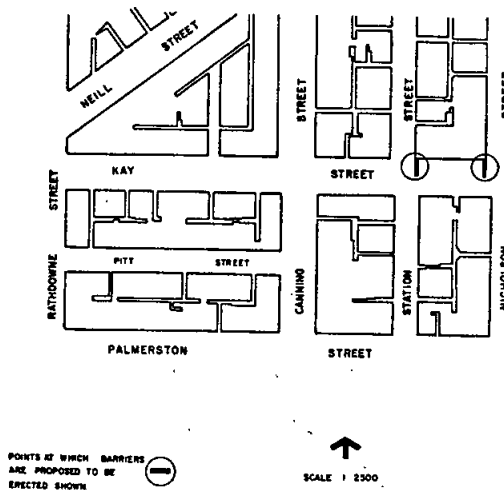 NEILL STREET
STREET
STREET
KAY STREET
STREET
RATHDOWNE
PITT STREET
CANNING
STATION
NICHOLSON
PALMERSTON STREET
POINTS AT WHICH BARRIERS
ARE PROPOSED TO BE
ERECTED SHOWN
SCALE 1 2500